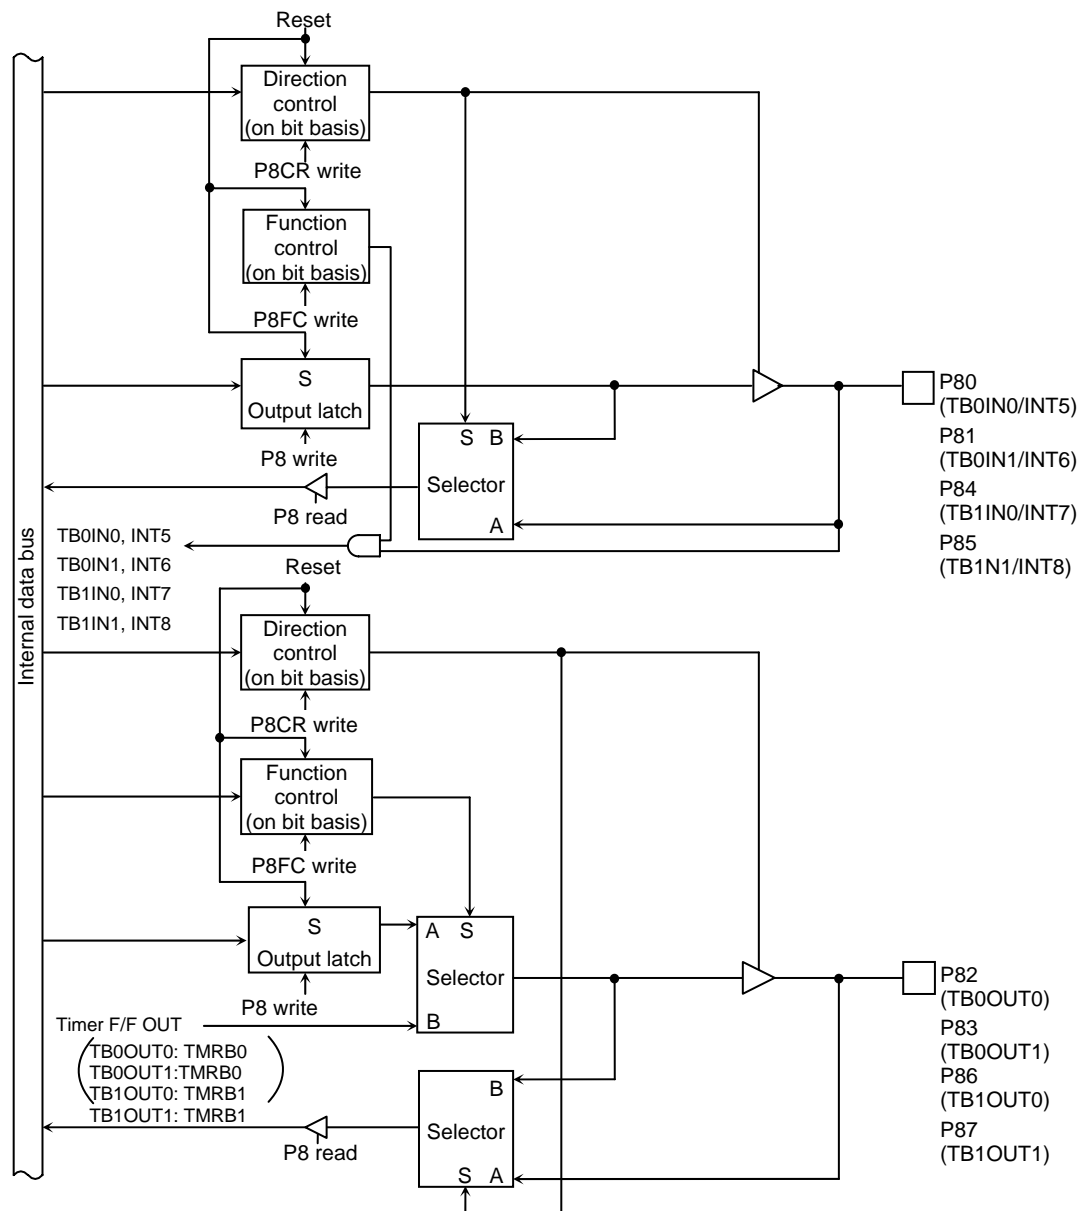 Reset
Direction
control
(on bit basis)
P8CR write
Function
control
(on bit basis)
P8FC write
S
Output latch
P8 write
S B
Selector
A
P8 read
P80
(TB0IN0/INT5)
P81
(TB0IN1/INT6)
P84
(TB1IN0/INT7)
P85
(TB1N1/INT8)
TB0IN0, INT5
TB0IN1, INT6
TB1IN0, INT7
TB1IN1, INT8
Internal data bus
Reset
Direction
control
(on bit basis)
P8CR write
Function
control
(on bit basis)
P8FC write
S
Output latch
P8 write
A S
Selector
B
Timer F/F OUT
TB0OUT0: TMRB0
TB0OUT1:TMRB0
TB1OUT0: TMRB1
TB1OUT1: TMRB1
B
Selector
S A
P8 read
P82
(TB0OUT0)
P83
(TB0OUT1)
P86
(TB1OUT0)
P87
(TB1OUT1)